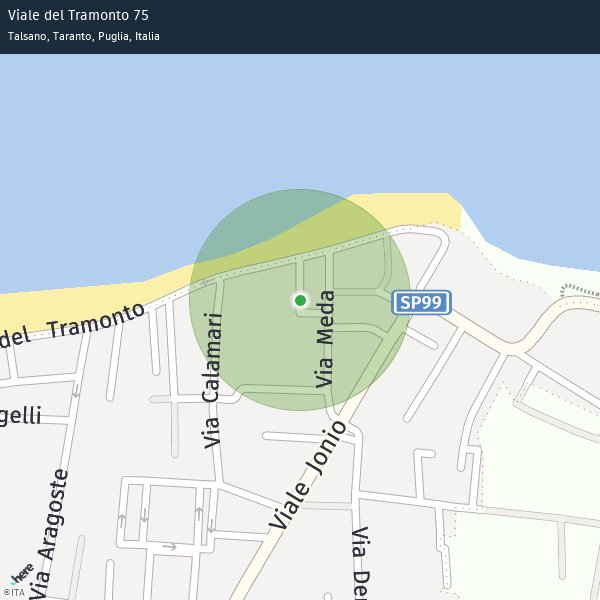 Viale del Tramonto 75
Talsano, Taranto, Puglia, Italia
SP99
del Tramonto
Via Meda
Via Calamari
gelli
Viale Jonio
Via Aragoste
Via Der
here
©ITA